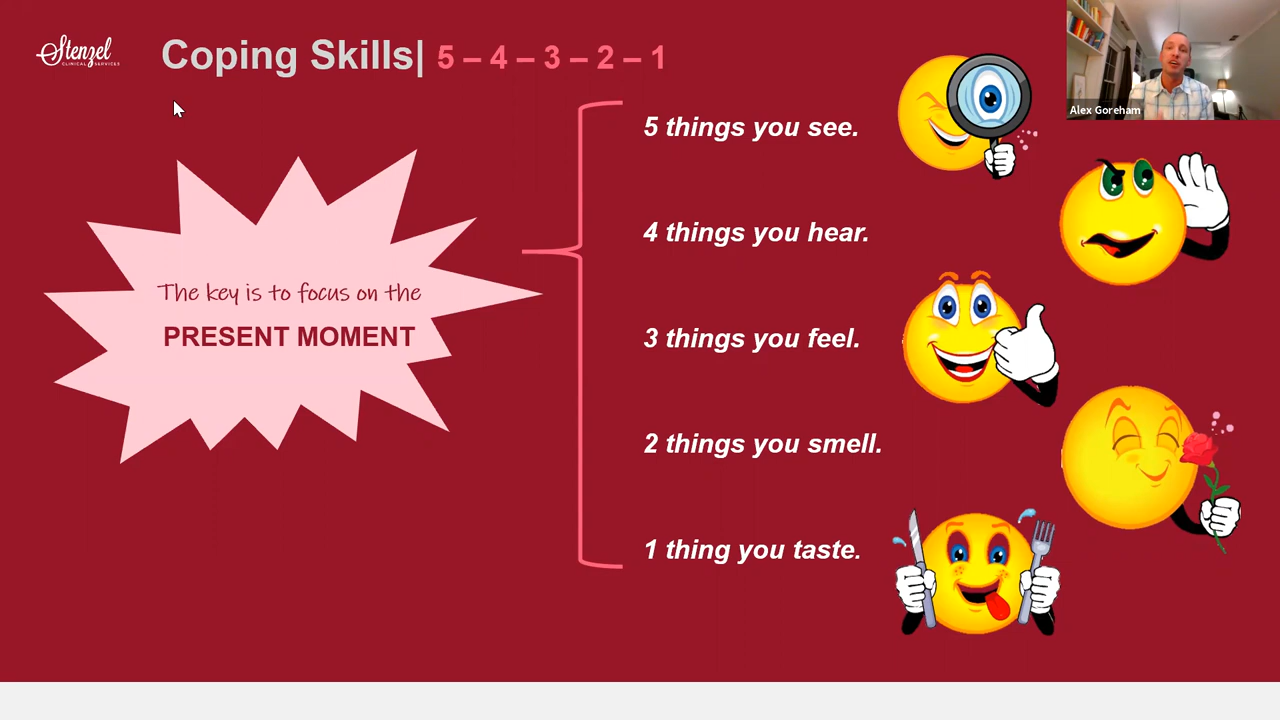 Stenzel
CLINICAL SERVICES
Coping Skills| 5 – 4 – 3 – 2 – 1
Alex Goreham
5 things you see.
4 things you hear.
The key is to focus on the
PRESENT MOMENT
3 things you feel.
2 things you smell.
1 thing you taste.